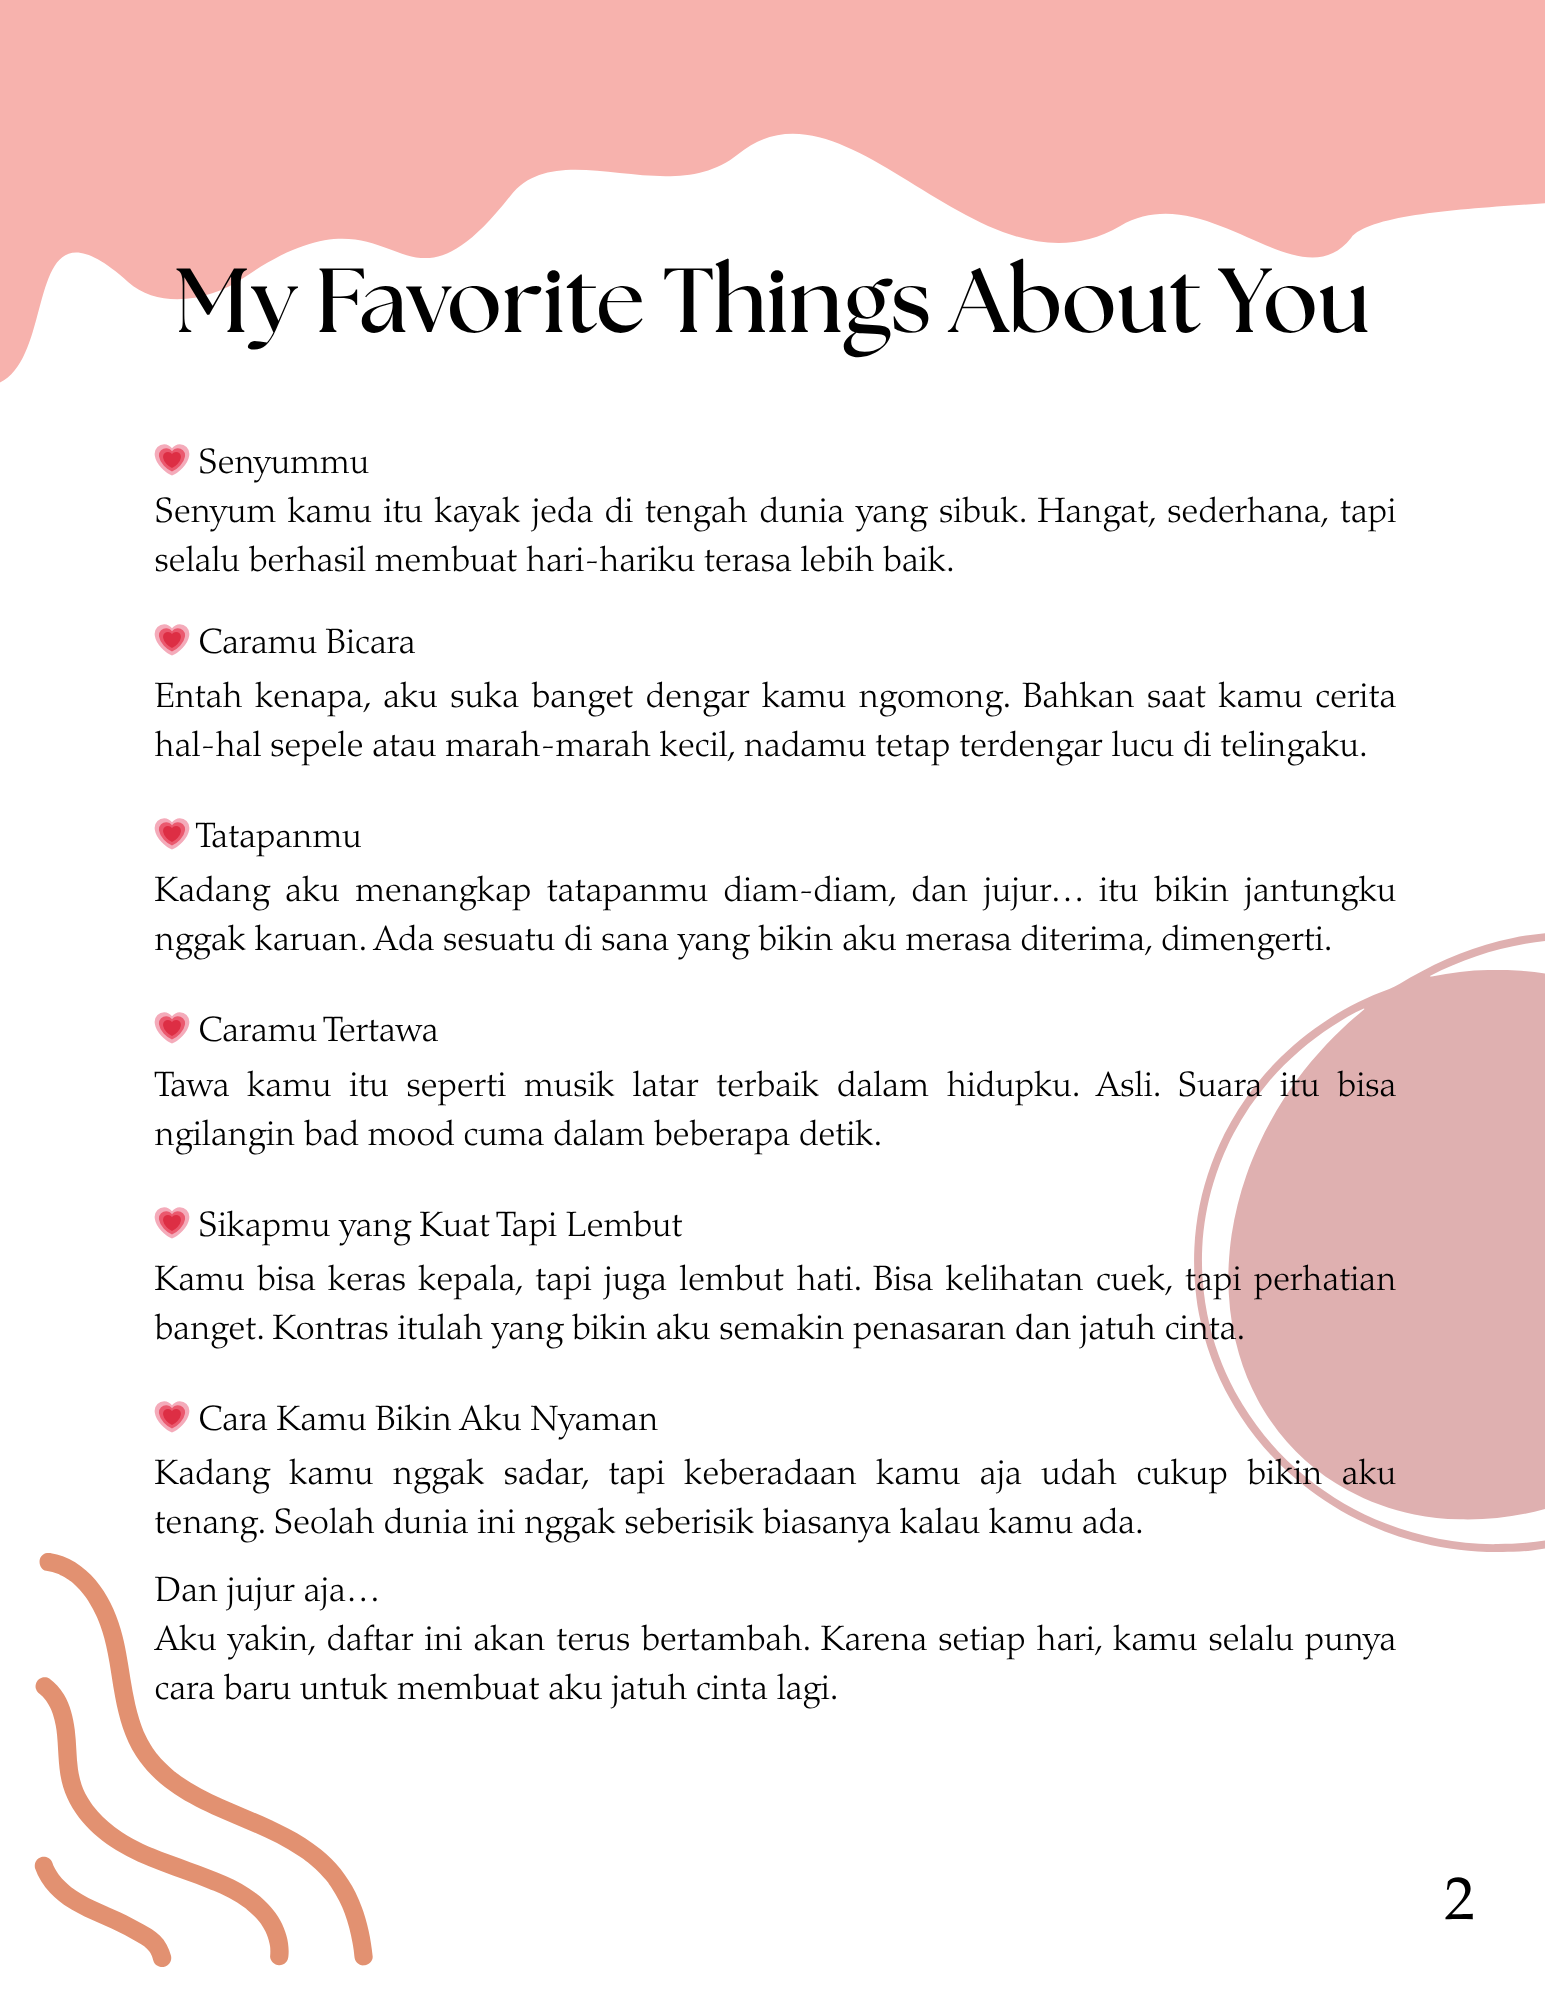 My Favorite Things About You
💗 Senyummu
Senyum kamu itu kayak jeda di tengah dunia yang sibuk. Hangat, sederhana, tapi
selalu berhasil membuat hari-hariku terasa lebih baik.
💗 Caramu Bicara
Entah kenapa, aku suka banget dengar kamu ngomong. Bahkan saat kamu cerita
hal-hal sepele atau marah-marah kecil, nadamu tetap terdengar lucu di telingaku.
💗 Tatapanmu
Kadang aku menangkap tatapanmu diam-diam, dan jujur… itu bikin jantungku
nggak karuan. Ada sesuatu di sana yang bikin aku merasa diterima, dimengerti.
💗 Caramu Tertawa
Tawa kamu itu seperti musik latar terbaik dalam hidupku. Asli. Suara itu bisa
ngilangin bad mood cuma dalam beberapa detik.
💗 Sikapmu yang Kuat Tapi Lembut
Kamu bisa keras kepala, tapi juga lembut hati. Bisa kelihatan cuek, tapi perhatian
banget. Kontras itulah yang bikin aku semakin penasaran dan jatuh cinta.
💗 Cara Kamu Bikin Aku Nyaman
Kadang kamu nggak sadar, tapi keberadaan kamu aja udah cukup bikin aku
tenang. Seolah dunia ini nggak seberisik biasanya kalau kamu ada.
Dan jujur aja…
Aku yakin, daftar ini akan terus bertambah. Karena setiap hari, kamu selalu punya
cara baru untuk membuat aku jatuh cinta lagi.
2